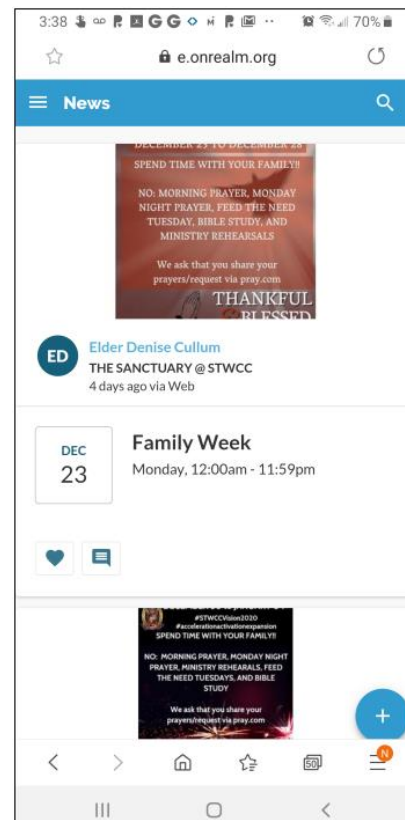 3:38 70%
e.onrealm.org
News
DECEMBER 23 TO DECEMBER 28
SPEND TIME WITH YOUR FAMILY!!
NO: MORNING PRAYER, MONDAY
NIGHT PRAYER, FEED THE NEED
TUESDAY, BIBLE STUDY, AND
MINISTRY REHEARSALS
We ask that you share your
prayers/request via pray.com
THANKFUL
BLESSED
ED
Elder Denise Cullum
THE SANCTUARY @ STWCC
4 days ago via Web
DEC
23
Family Week
Monday, 12:00am - 11:59pm
#STWCCVision2020
#accelerationactivationexpansion
SPEND TIME WITH YOUR FAMILY!!
NO: MORNING PRAYER, MONDAY NIGHT
PRAYER, MINISTRY REHEARALS, FEED
THE NEED TUESDAYS, AND BIBLE
STUDY
We ask that you share your
prayers/request via pray.com
+
50
N